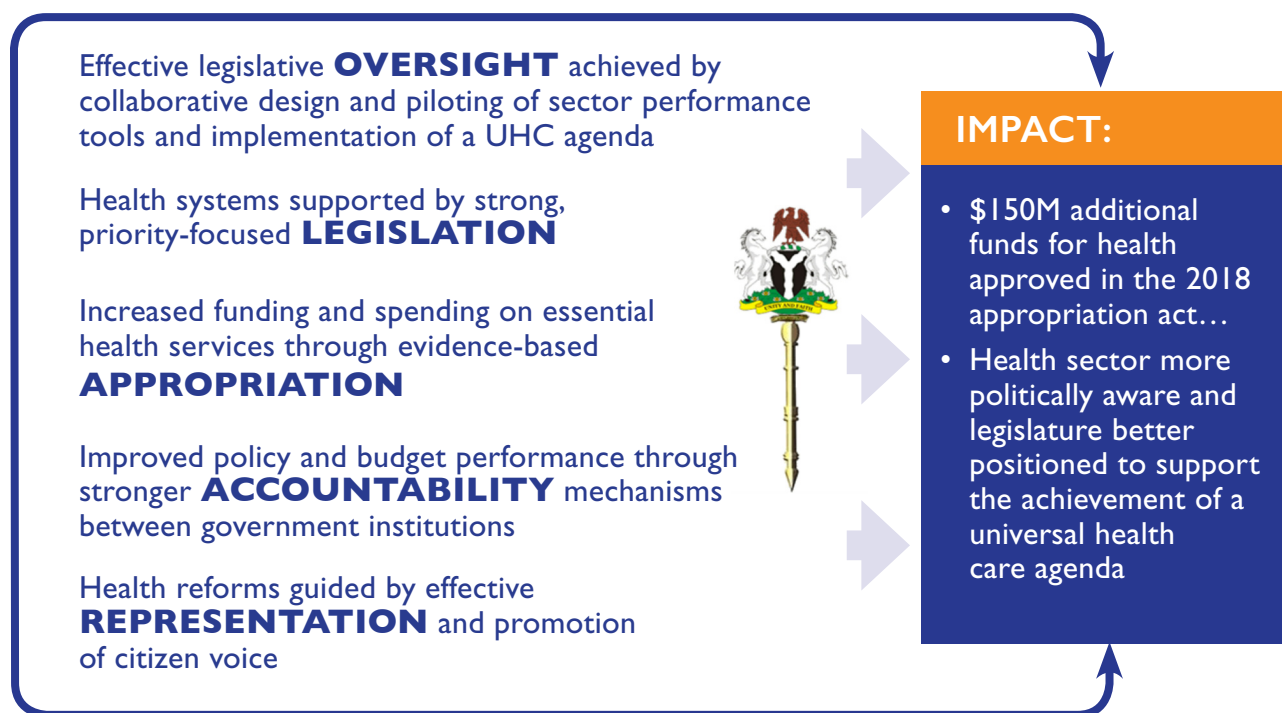 Effective legislative OVERSIGHT achieved by
collaborative design and piloting of sector performance
tools and implementation of a UHC agenda
Health systems supported by strong,
priority-focused LEGISLATION
Increased funding and spending on essential
health services through evidence-based
APPROPRIATION
Improved policy and budget performance through
stronger ACCOUNTABILITY mechanisms
between government institutions
Health reforms guided by effective
REPRESENTATION and promotion
of citizen voice
UNITY AND FAITH
IMPACT:
• $150M additional
funds for health
approved in the 2018
appropriation act…
• Health sector more
politically aware and
legislature better
positioned to support
the achievement of a
universal health
care agenda